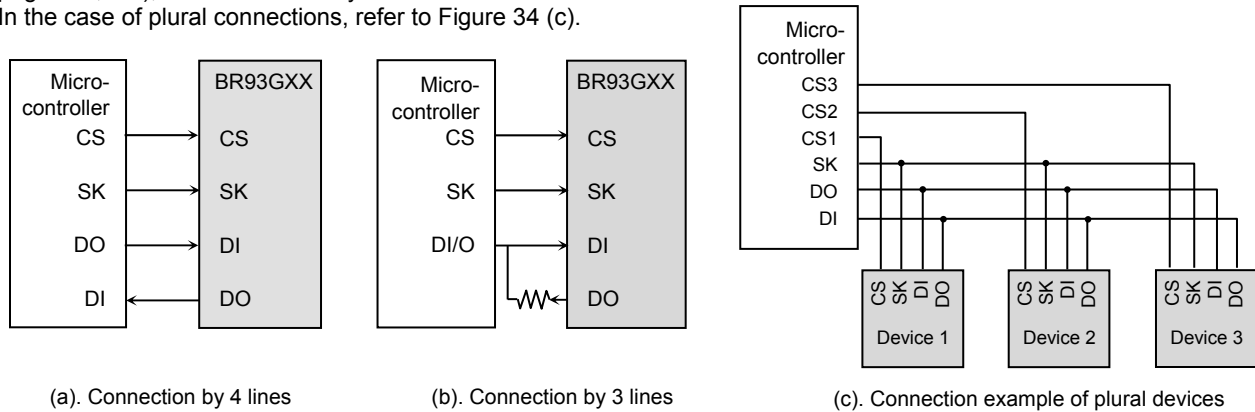 In the case of plural connections, refer to Figure 34 (c).
Micro-
controller
CS
SK
DO
DI
BR93GXX
CS
SK
DI
DO
(a). Connection by 4 lines
Micro-
controller
CS
SK
DI/O
BR93GXX
CS
SK
DI
DO
(b). Connection by 3 lines
Micro-
controller
CS3
CS2
CS1
SK
DO
DI
CS
SK
DI
DO
Device 1
CS
SK
DI
DO
Device 2
CS
SK
DI
DO
Device 3
(c). Connection example of plural devices